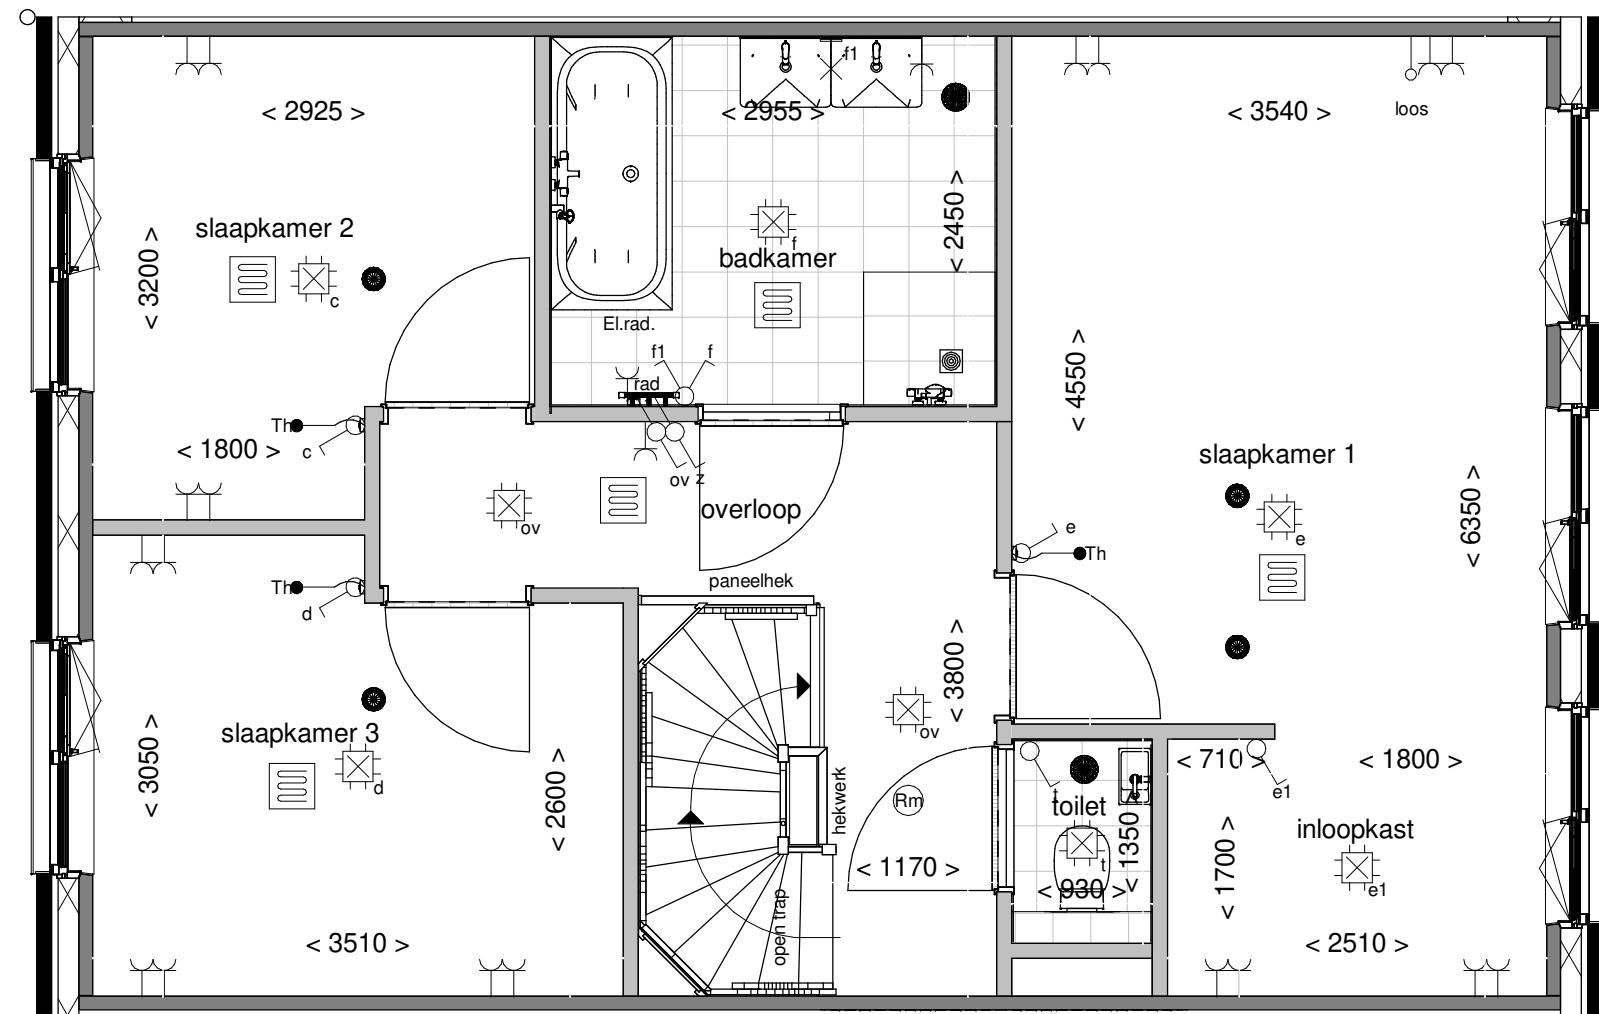 f1
< 2925 >
< 2955 >
< 3540 >
loos
< 2450 >
slaapkamer 2
f
badkamer
< 3200 >
c
El.rad.
f1
f
rad
< 4550 >
Th
c
< 1800 >
ov
z
slaapkamer 1
overloop
ov
e
Th
e
< 6350 >
paneelhek
Th
d
slaapkamer 3
d
< 3050 >
< 2600 >
< 3800 >
ov
hekwerk
Rm
< 1170 >
open trap
t
toilet
t
< 1350 >
< 930 >
< 710 >
e1
< 1800 >
inloopkast
e1
< 1700 >
< 3510 >
< 2510 >